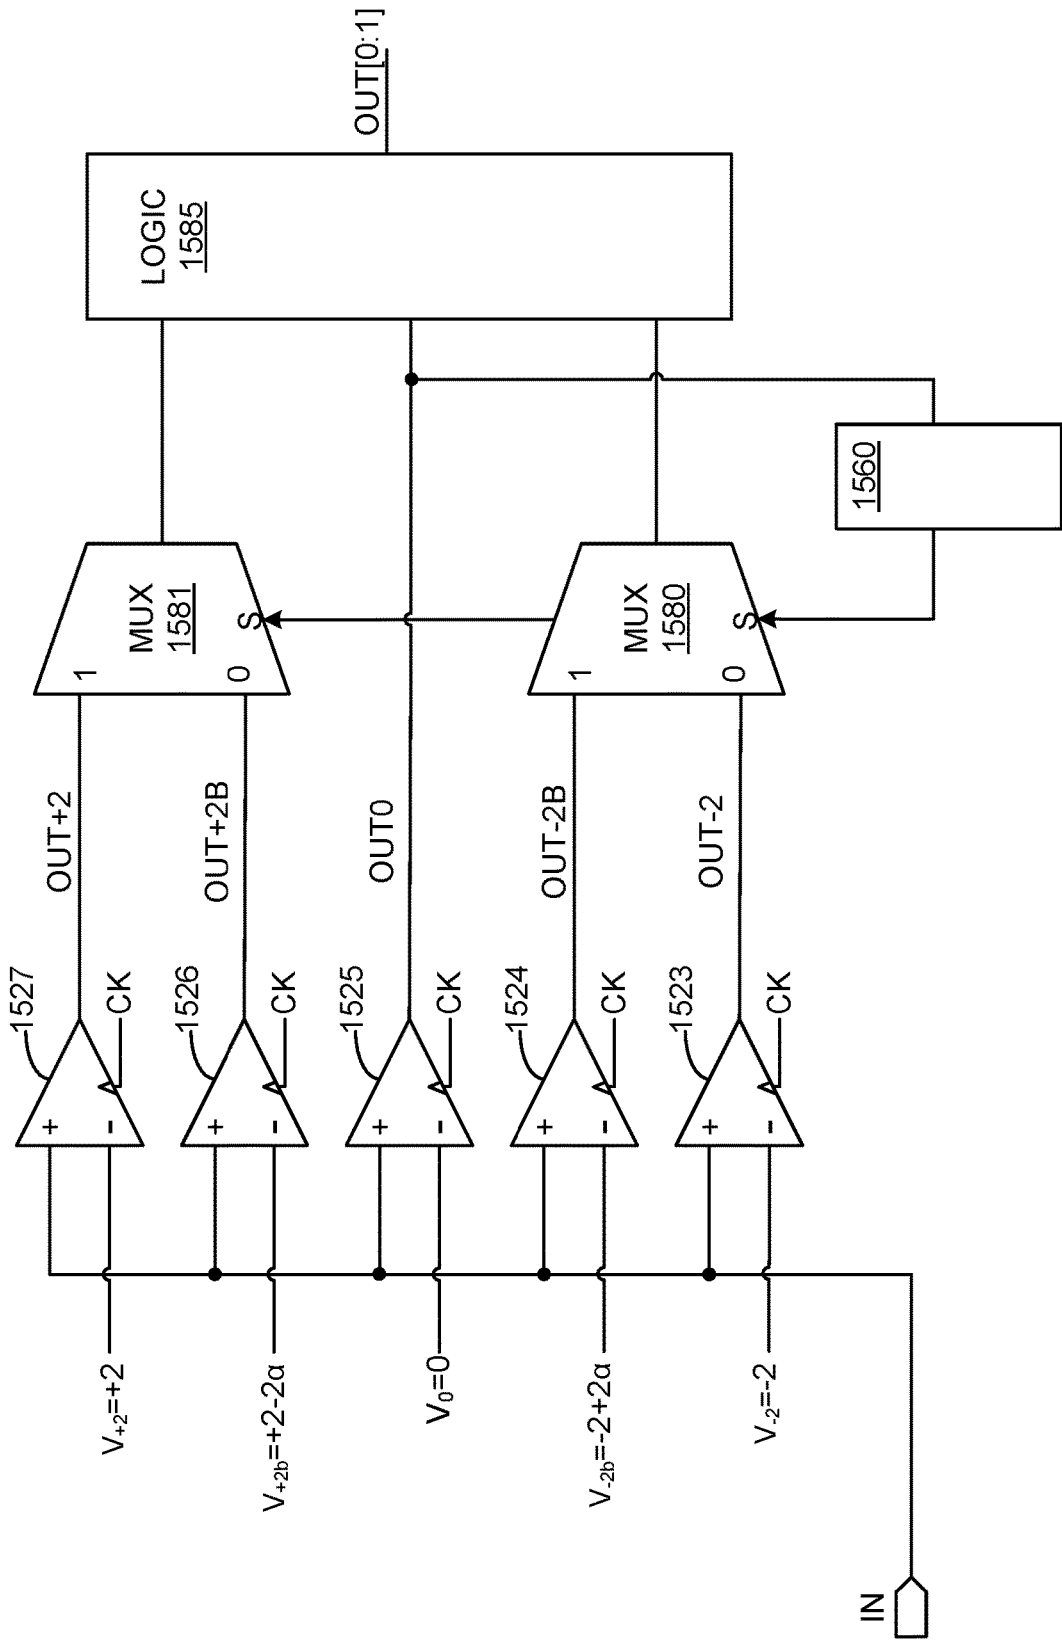 IN
V+2=+2
V+2b=+2-2α
V0=0
V-2b=-2+2α
V-2=-2
+
-
CK
1527
+
-
CK
1526
+
-
CK
1525
+
-
CK
1524
+
-
CK
1523
OUT+2
OUT+2B
OUT0
OUT-2B
OUT-2
1
0
MUX
1581
S
1
0
MUX
1580
S
1560
LOGIC
1585
OUT[0:1]